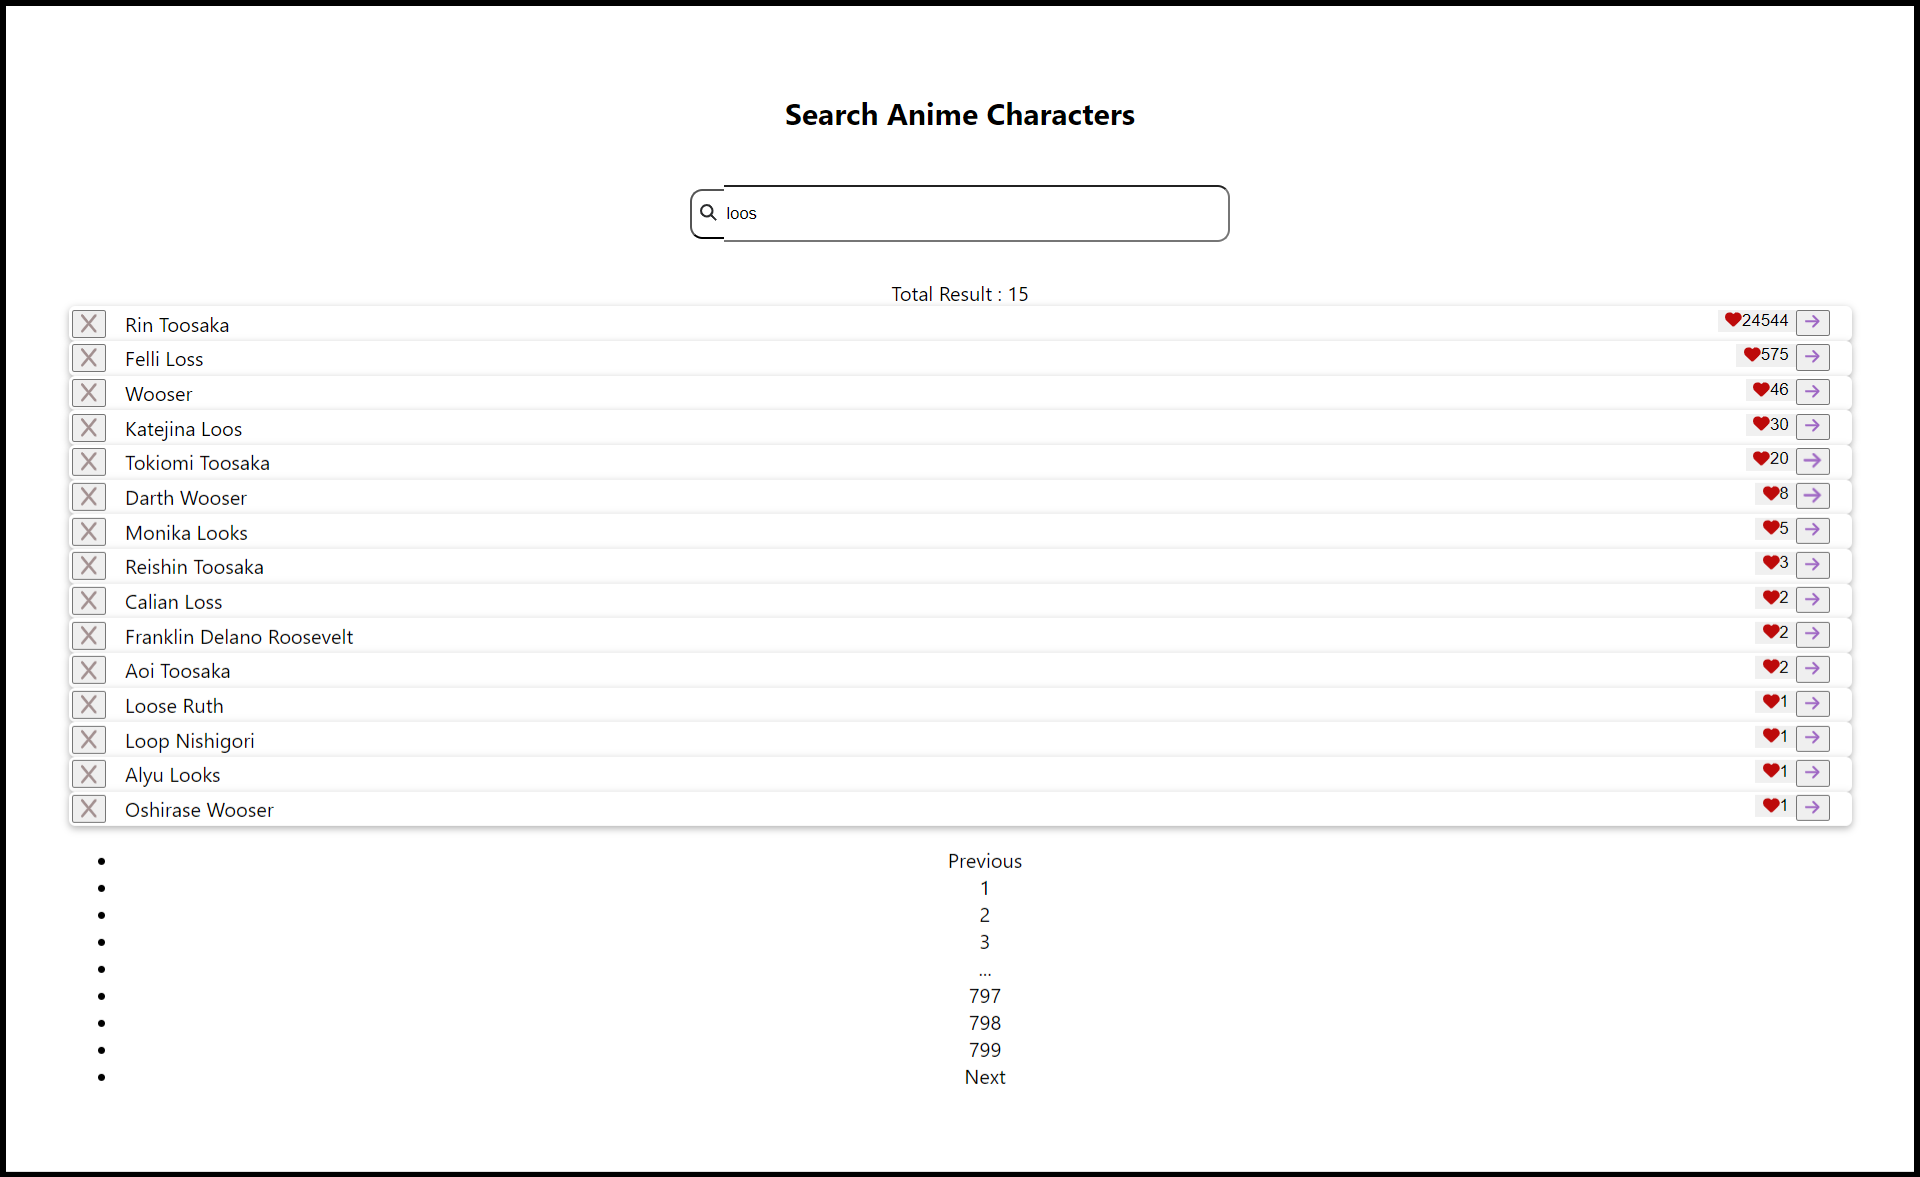 Search Anime Characters
loos
Total Result : 15
Rin Toosaka 24544
Felli Loss 575
Wooser 46
Katejina Loos 30
Tokiomi Toosaka 20
Darth Wooser 8
Monika Looks 5
Reishin Toosaka 3
Calian Loss 2
Franklin Delano Roosevelt 2
Aoi Toosaka 2
Loose Ruth 1
Loop Nishigori 1
Alyu Looks 1
Oshirase Wooser 1
Previous
1
2
3
...
797
798
799
Next